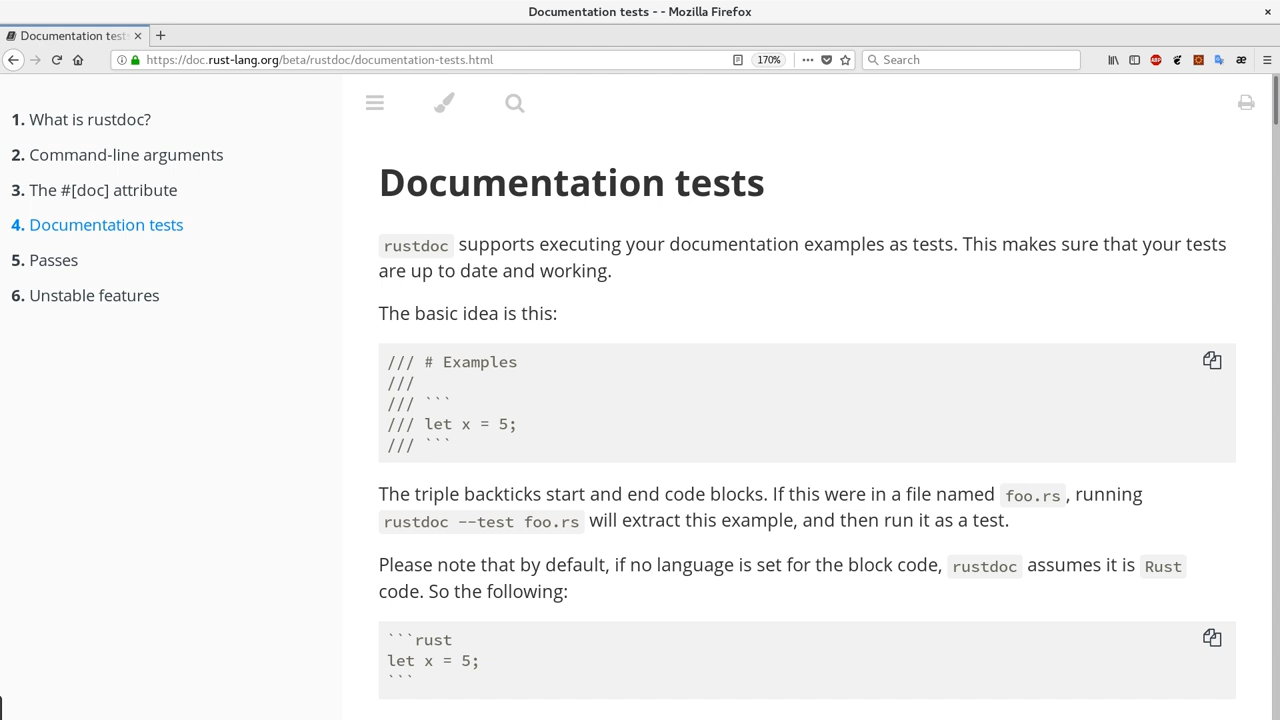 Documentation tests - - Mozilla Firefox
Documentation tests
https://doc.rust-lang.org/beta/rustdoc/documentation-tests.html
170%
Search
ABP
æ
1. What is rustdoc?
2. Command-line arguments
3. The #[doc] attribute
4. Documentation tests
5. Passes
6. Unstable features
Documentation tests
rustdoc supports executing your documentation examples as tests. This makes sure that your tests
are up to date and working.
The basic idea is this:
/// # Examples
///
/// ```
/// let x = 5;
/// ```
The triple backticks start and end code blocks. If this were in a file named foo.rs, running
rustdoc --test foo.rs will extract this example, and then run it as a test.
Please note that by default, if no language is set for the block code, rustdoc assumes it is Rust
code. So the following:
```rust
let x = 5;
```